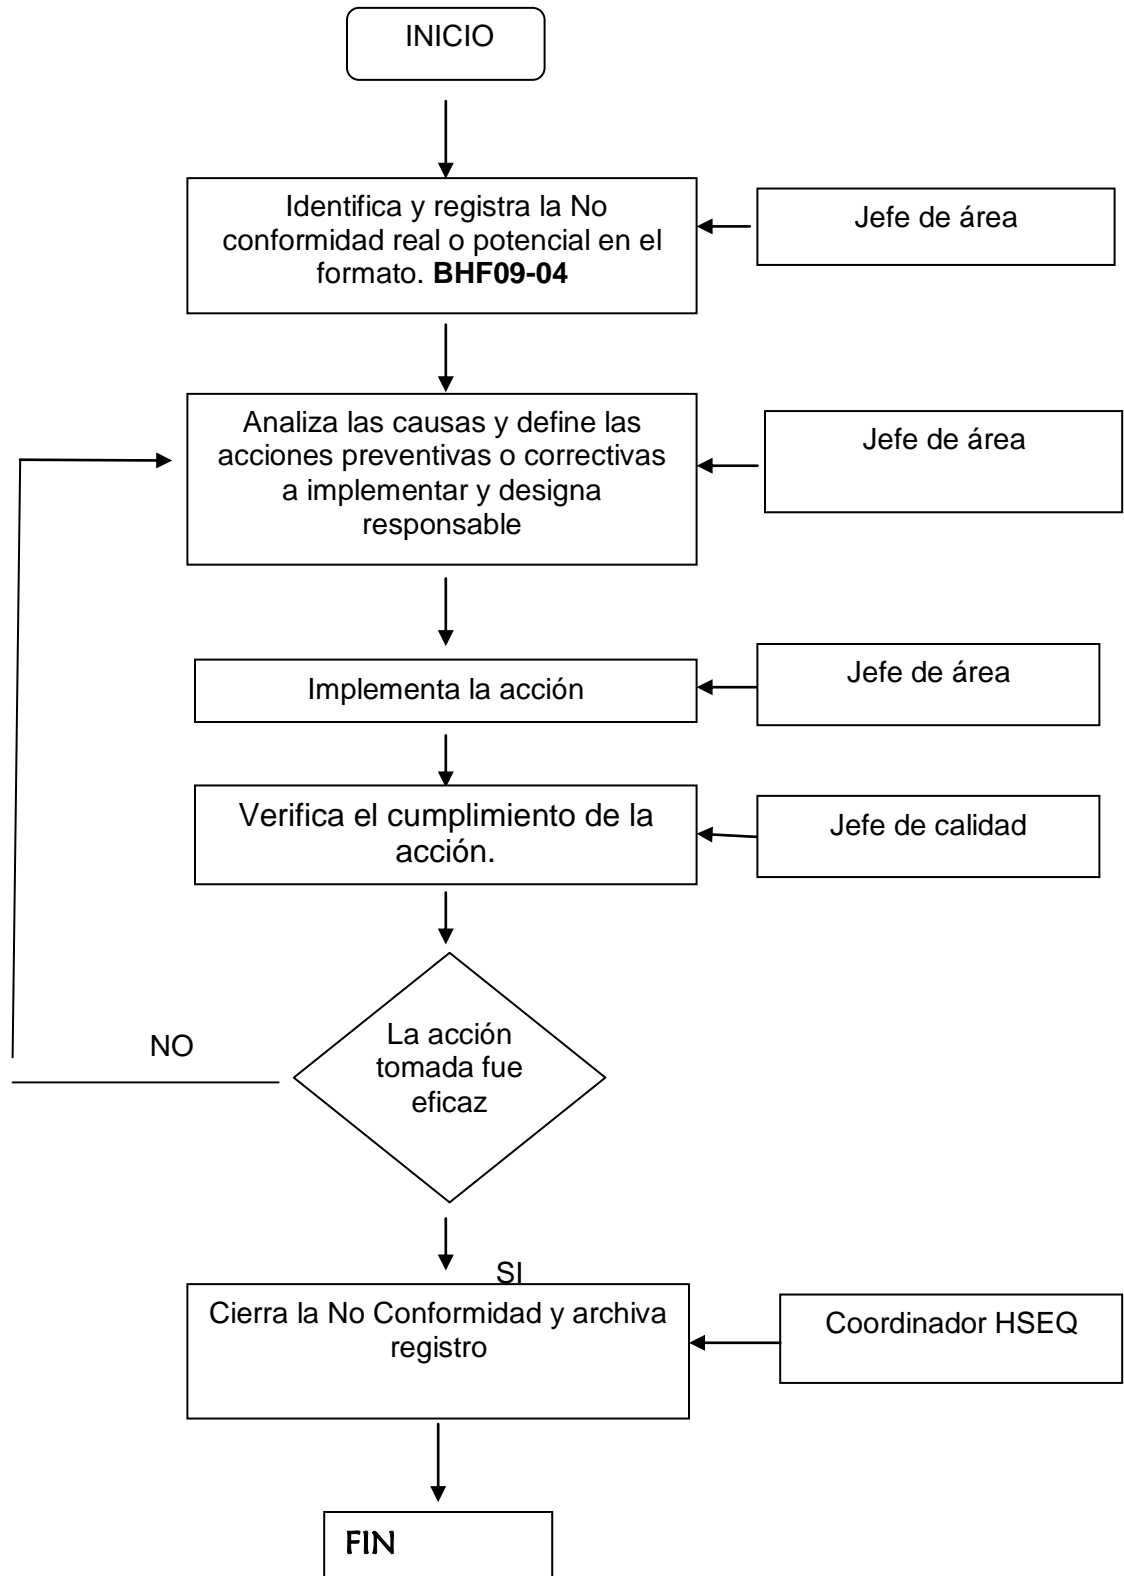 INICIO
Identifica y registra la No
conformidad real o potencial en el
formato. BHF09-04
Jefe de área
Analiza las causas y define las
acciones preventivas o correctivas
a implementar y designa
responsable
Jefe de área
Implementa la acción
Jefe de área
Verifica el cumplimiento de la
acción.
Jefe de calidad
La acción
tomada fue
eficaz
NO
SI
Cierra la No Conformidad y archiva
registro
Coordinador HSEQ
FIN